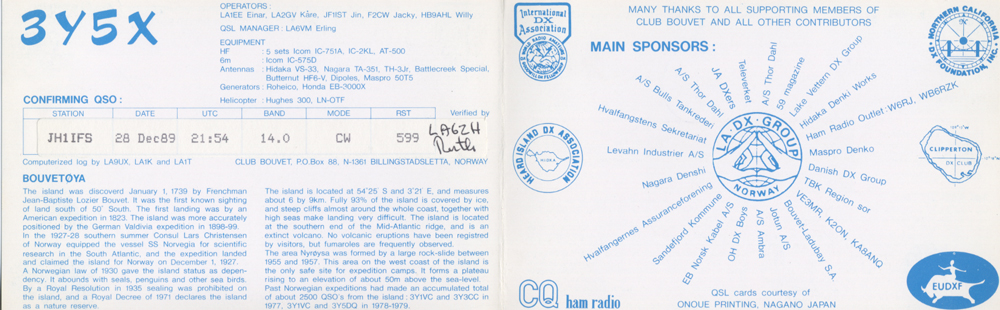 3Y5X
OPERATORS :
LA1EE Einar, LA2GV Kåre, JF1IST Jin, F2CW Jacky, HB9AHL Willy
QSL MANAGER : LA6VM Erling
EQUIPMENT
HF : 5 sets Icom IC-751A, IC-2KL, AT-500
6m : Icom IC-575D
Antennas : Hidaka VS-33, Nagara TA-351, TH-3Jr, Battlecreek Special,
Butternut HF6-V, Dipoles, Maspro 50T5
Generators : Roheico, Honda EB-3000X
Helicopter : Hughes 300, LN-OTF
CONFIRMING QSO :
STATION DATE UTC BAND MODE RST Verified by
JH1IFS 28 Dec89 21:54 14.0 CW 599 LA6ZH
Computerized log by LA9UX, LA1K and LA1T
CLUB BOUVET, P.O.Box 88, N-1361 BILLINGSTADSLETTA, NORWAY
BOUVETØYA
The island was discoverd January 1, 1739 by Frenchman
Jean-Baptiste Lozier Bouvet. It was the first known sighting
of land south of 50° South. The first landing was by an
American expedition in 1823. The island was more accurately
positioned by the German Valdivia expedition in 1898-99.
In the 1927-28 southern summer Consul Lars Christensen
of Norway equipped the vessel SS Norvegia for scientific
research in the South Atlantic, and the expedition landed
and claimed the island for Norway on December 1, 1927.
A Norwegian law of 1930 gave the island status as depen-
dency. It abounds with seals, penguins and other sea birds.
By a Royal Resolution in 1935 sealing was prohibited on
the island, and a Royal Decree of 1971 declares the island
as a nature reserve.
The island is located at 54°25´ S and 3°21´ E, and measures
about 6 by 9km. Fully 93% of the island is covered by ice,
and steep cliffs almost around the whole coast, together with
high seas make landing very difficult. The island is located
at the southern end of the Mid-Atlantic ridge, and is an
extinct volcano. No volcanic eruptions have been registred
by visitors, but fumaroles are frequently observed.
The area Nyrøysa was formed by a large rock-slide between
1955 and 1957. This area on the west coast of the island is
the only safe site for expedition camps. It forms a plateau
rising to an elevation of about 50m above the sea-level.
Past Norwegian expeditions had made an accumulated total
of about 2500 QSO's from the island : 3Y1VC and 3Y3CC in
1977, 3Y1VC and 3Y5DQ in 1978-1979.
International
DX
Association
MANY THANKS TO ALL SUPPORTING MEMBERS OF
CLUB BOUVET AND ALL OTHER CONTRIBUTORS
NORTHERN CALIFORNIA
DX FOUNDATION, INC.
MAIN SPONSORS :
Hvalfangernes Assuranceforening
Nagara Denshi
Levahn Industrier A/S
Hvalfangstens Sekretariat
A/S Bulls Tankrederi
A/S Thor Dahl
JA DXers
Televerket
A/S Thor Dahl
59 magazine
Lake Vettern DX Group
Hidaka Denki Works
Ham Radio Outlet : W6RJ, WB6RZK
Maspro Denko
Danish DX Group
TBK Region sor
VE3MR, K2ON, KA6ANQ
Bouvet-Ladubay S.A.
Jotun A/S
A/S Ambra
OH DX Boys
EB Norsk Kabel A/S
Sandefjord Kommune
LA-DX-GROUP
NORWAY
HEARD ISLAND DX ASSOCIATION
CLIPPERTON
DX CLUB
CQ ham radio
QSL cards courtesy of
ONOUE PRINTING, NAGANO JAPAN
EUDXF